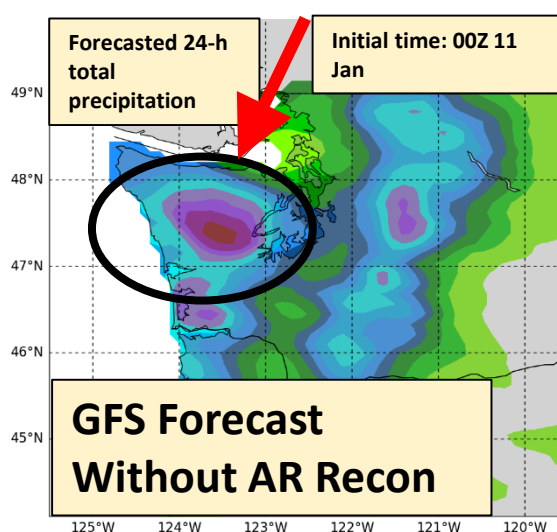 Forecasted 24-h
total
precipitation
Initial time: 00Z 11
Jan
49°N
48°N
47°N
46°N
45°N
GFS Forecast
Without AR Recon
125°W 124°W 123°W 122°W 121°W 120°W